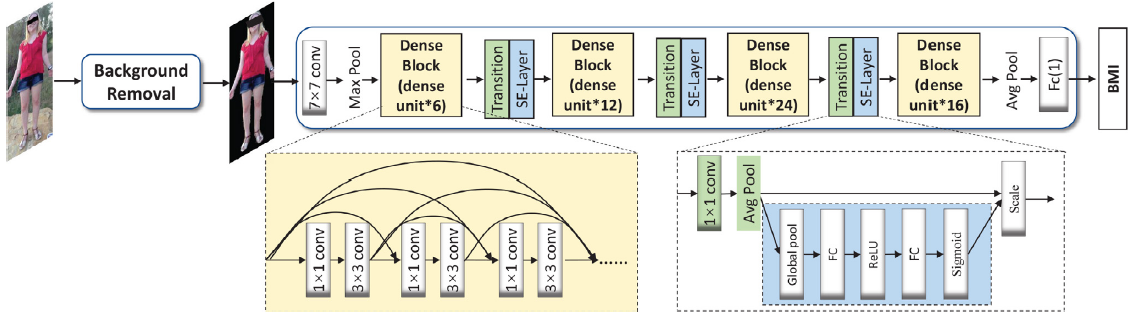 Background
Removal
7×7 conv
Max Pool
Dense
Block
(dense
unit*6)
Transition
SE-Layer
Dense
Block
(dense
unit*12)
Transition
SE-Layer
Dense
Block
(dense
unit*24)
Transition
SE-Layer
Dense
Block
(dense
unit*16)
Avg Pool
Fc(1)
BMI
1×1 conv
3×3 conv
1×1 conv
3×3 conv
1×1 conv
3×3 conv
......
1×1 conv
Avg Pool
Global pool
FC
ReLU
FC
Sigmoid
Scale